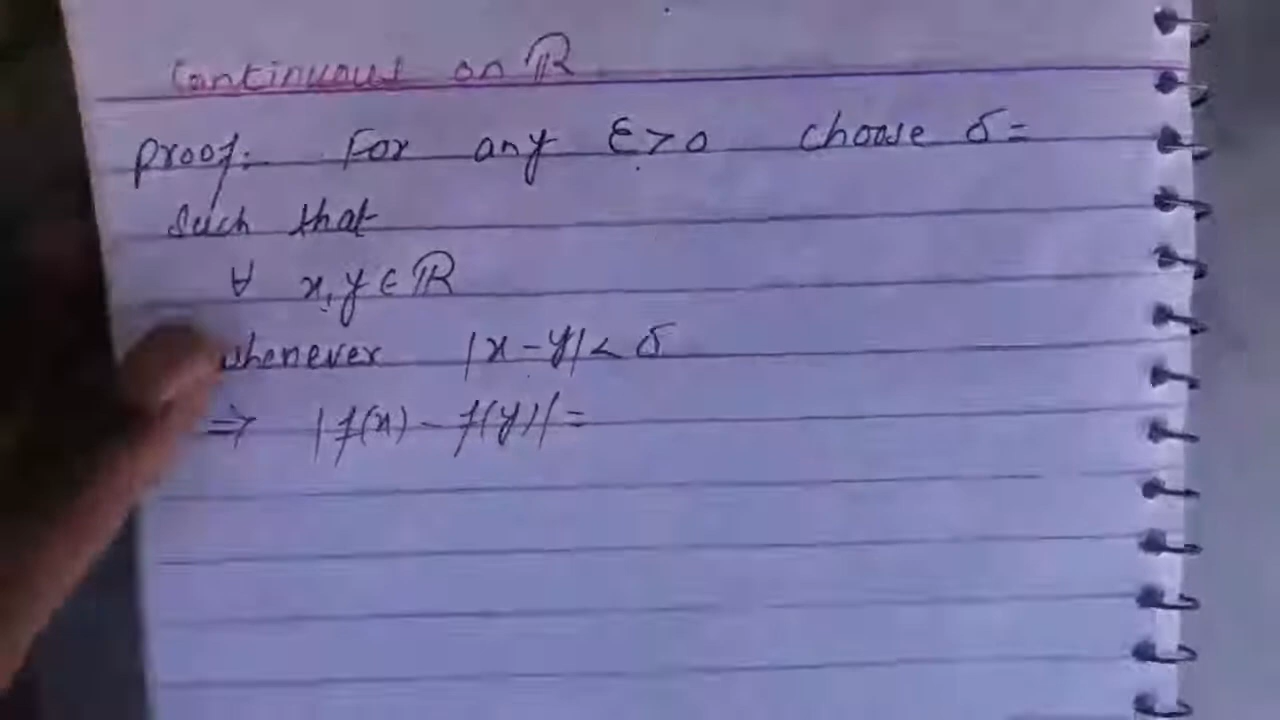 Continuous on ℝ
Proof: For any ε>0 choose δ=
Such that
∀ x,y∈ℝ
whenever |x-y|<δ
⇒ |f(x)-f(y)|=